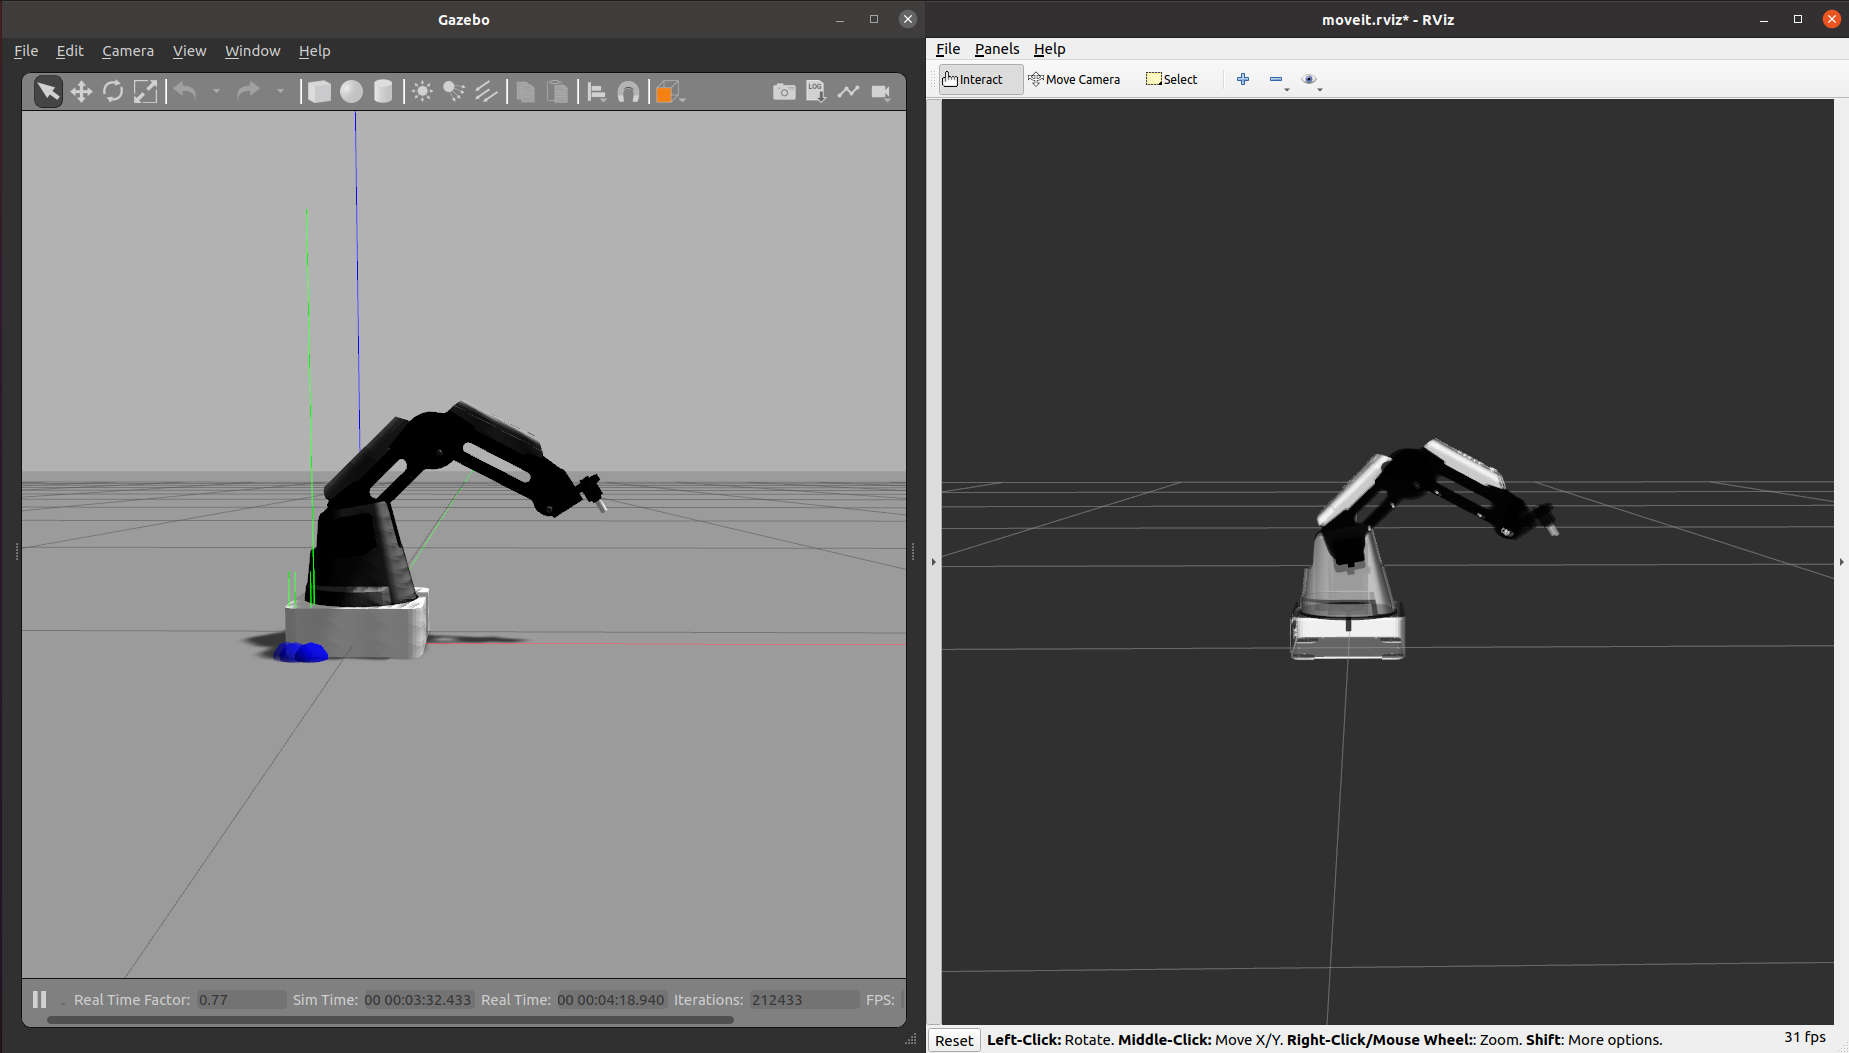 Gazebo
File Edit Camera View Window Help
LOG
Real Time Factor: 0.77 Sim Time: 00 00:03:32.433 Real Time: 00 00:04:18.940 Iterations: 212433 FPS:
moveit.rviz* - RViz
File Panels Help
Interact Move Camera Select
Reset Left-Click: Rotate. Middle-Click: Move X/Y. Right-Click/Mouse Wheel:: Zoom. Shift: More options. 31 fps